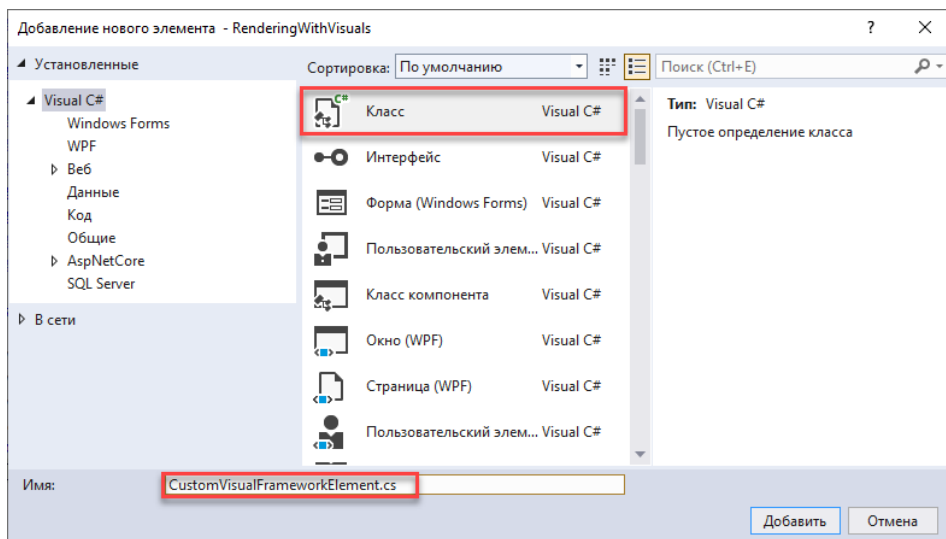 Добавление нового элемента - RenderingWithVisuals
? ×
Установленные
Сортировка: По умолчанию
Поиск (Ctrl+E)
Visual C#
Windows Forms
WPF
Веб
Данные
Код
Общие
AspNetCore
SQL Server
В сети
C# Класс Visual C#
Интерфейс Visual C#
Форма (Windows Forms) Visual C#
Пользовательский элем... Visual C#
Класс компонента Visual C#
Окно (WPF) Visual C#
Страница (WPF) Visual C#
Пользовательский элем... Visual C#
Тип: Visual C#
Пустое определение класса
Имя: CustomVisualFrameworkElement.cs
Добавить Отмена